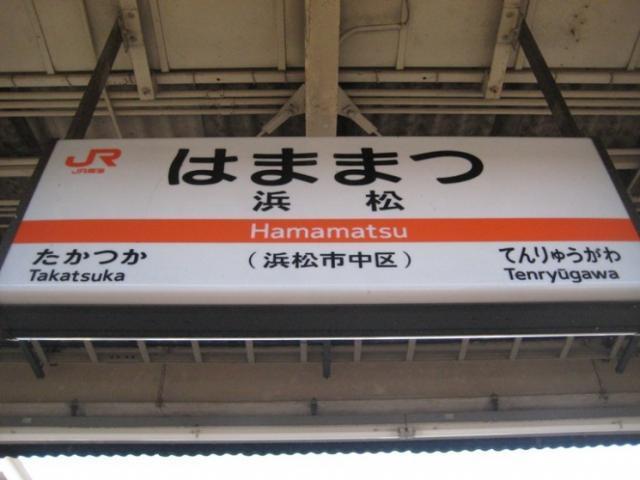 JR
JR東海
はままつ
浜松
Hamamatsu
たかつか
Takatsuka
(浜松市中区)
てんりゅうがわ
Tenryūgawa